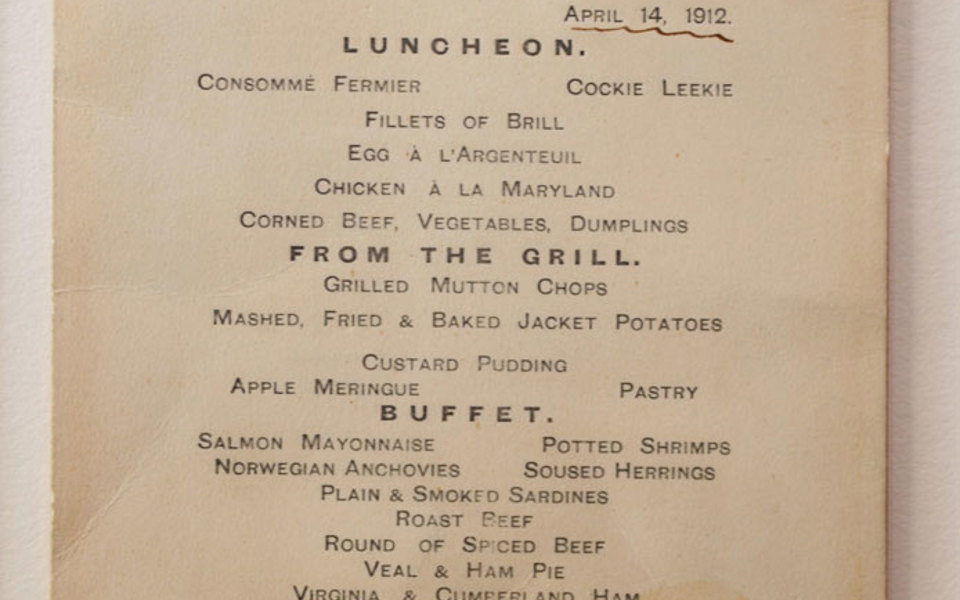 APRIL 14, 1912.
LUNCHEON.
CONSOMMÉ FERMIER COCKIE LEEKIE
FILLETS OF BRILL
EGG À L'ARGENTEUIL
CHICKEN À LA MARYLAND
CORNED BEEF, VEGETABLES, DUMPLINGS
FROM THE GRILL.
GRILLED MUTTON CHOPS
MASHED, FRIED & BAKED JACKET POTATOES
CUSTARD PUDDING
APPLE MERINGUE PASTRY
BUFFET.
SALMON MAYONNAISE POTTED SHRIMPS
NORWEGIAN ANCHOVIES SOUSED HERRINGS
PLAIN & SMOKED SARDINES
ROAST BEEF
ROUND OF SPICED BEEF
VEAL & HAM PIE
VIRGINIA & CUMBERLAND HAM